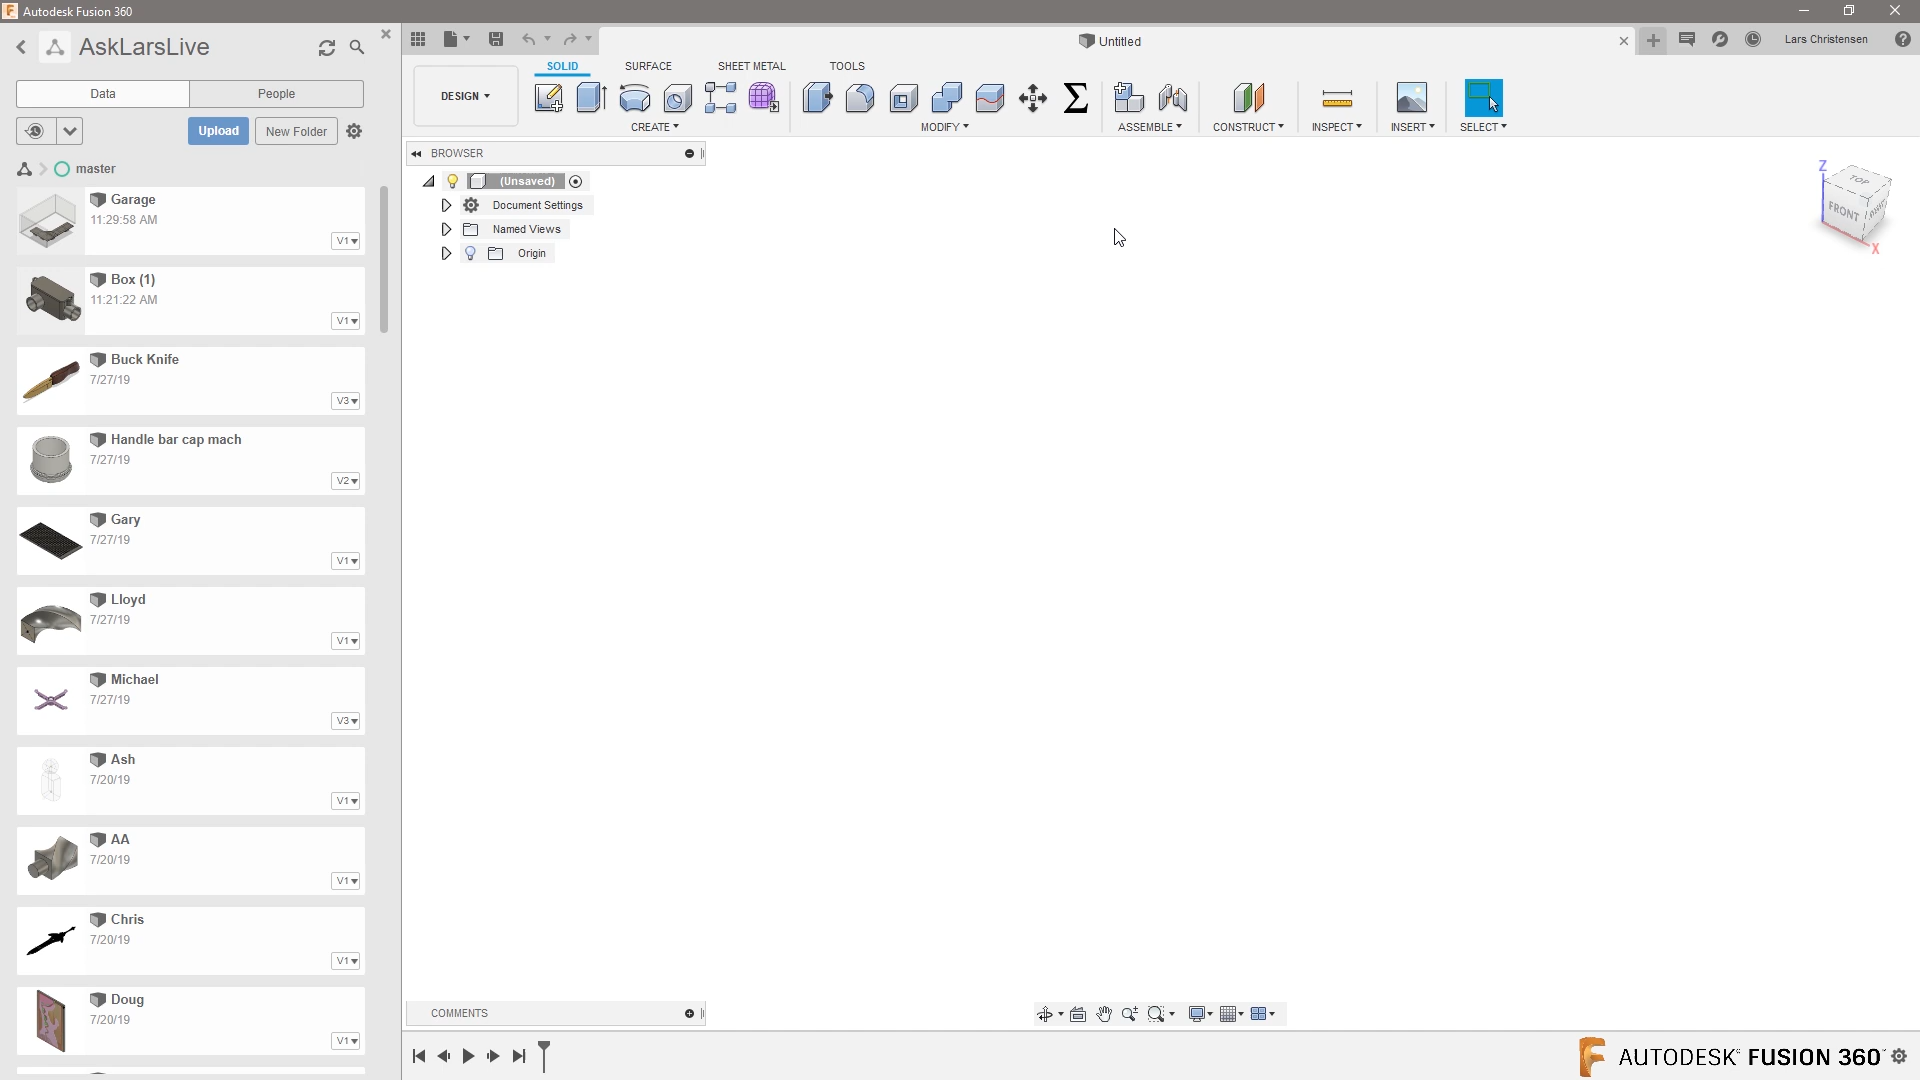 Autodesk Fusion 360
AskLarsLive
Data
People
Upload
New Folder
master
Garage
11:29:58 AM
V1
Box (1)
11:21:22 AM
V1
Buck Knife
7/27/19
V3
Handle bar cap mach
7/27/19
V2
Gary
7/27/19
V1
Lloyd
7/27/19
V1
Michael
7/27/19
V3
Ash
7/20/19
V1
AA
7/20/19
V1
Chris
7/20/19
V1
Doug
7/20/19
V1
Untitled
Lars Christensen
SOLID
SURFACE
SHEET METAL
TOOLS
DESIGN
CREATE
MODIFY
ASSEMBLE
CONSTRUCT
INSPECT
INSERT
SELECT
BROWSER
(Unsaved)
Document Settings
Named Views
Origin
Z
TOP
FRONT
RIGHT
X
COMMENTS
AUTODESK FUSION 360